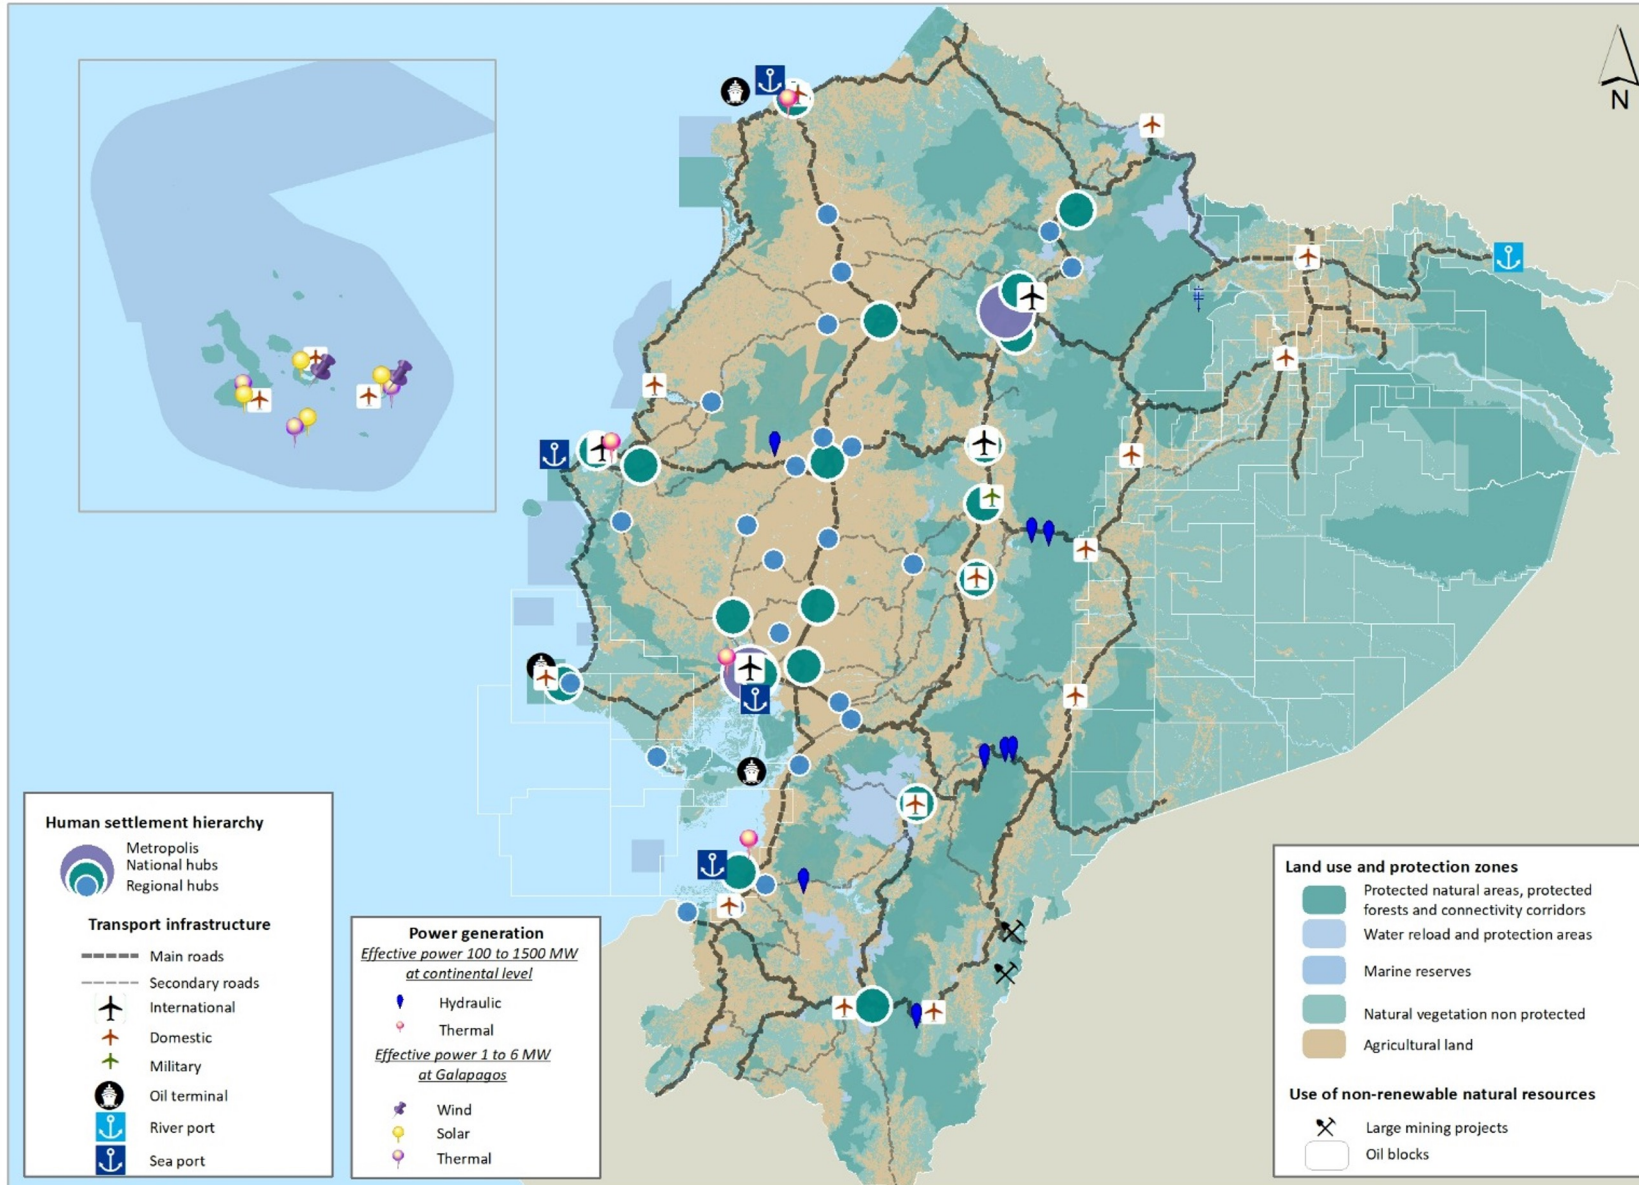 N
Human settlement hierarchy
Metropolis
National hubs
Regional hubs
Transport infrastructure
Main roads
Secondary roads
International
Domestic
Military
Oil terminal
River port
Sea port
Power generation
Effective power 100 to 1500 MW
at continental level
Hydraulic
Thermal
Effective power 1 to 6 MW
at Galapagos
Wind
Solar
Thermal
Land use and protection zones
Protected natural areas, protected
forests and connectivity corridors
Water reload and protection areas
Marine reserves
Natural vegetation non protected
Agricultural land
Use of non-renewable natural resources
Large mining projects
Oil blocks